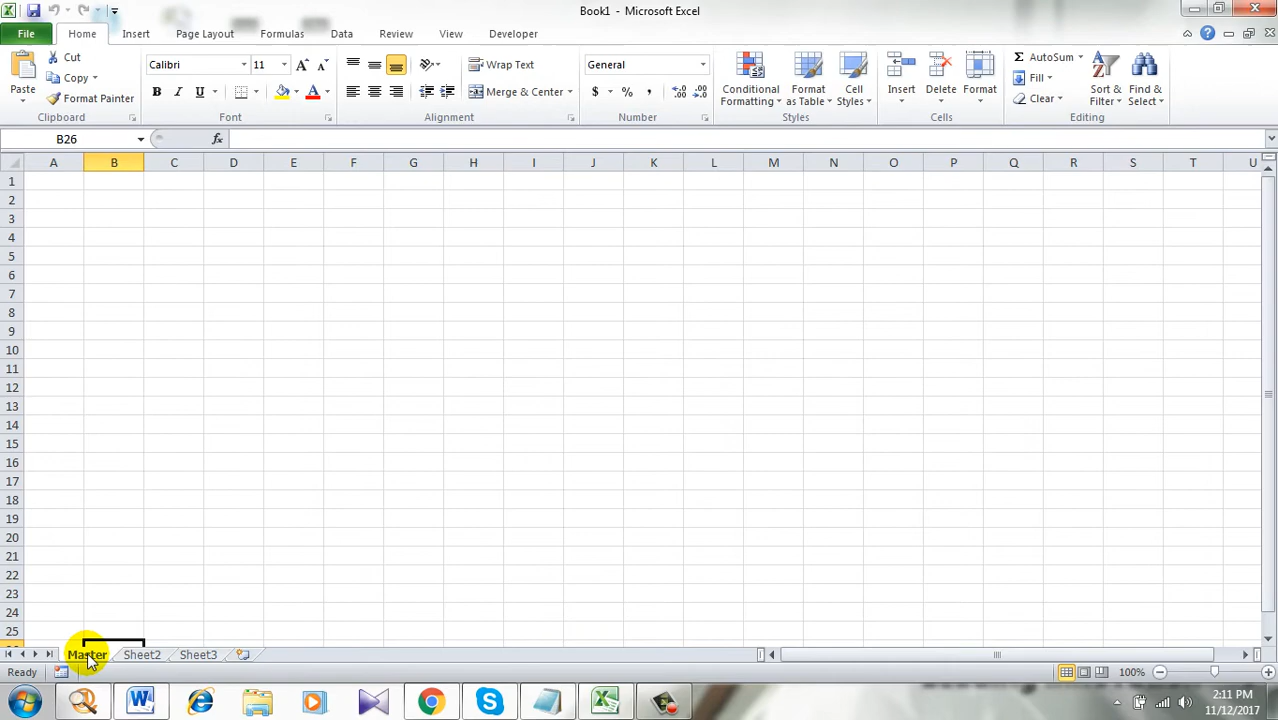 Book1 - Microsoft Excel
File Home Insert Page Layout Formulas Data Review View Developer
Paste
Cut
Copy
Format Painter
Clipboard
Calibri 11
B I U A
Font
Wrap Text
Merge & Center
Alignment
General
$ % ,
Number
Conditional Formatting
Format as Table
Cell Styles
Styles
Insert
Delete
Format
Cells
Σ AutoSum
Fill
Clear
Sort & Filter
Find & Select
Editing
B26 fx
A B C D E F G H I J K L M N O P Q R S T U
1
2
3
4
5
6
7
8
9
10
11
12
13
14
15
16
17
18
19
20
21
22
23
24
25
Master Sheet2 Sheet3
Ready 100%
2:11 PM
11/12/2017